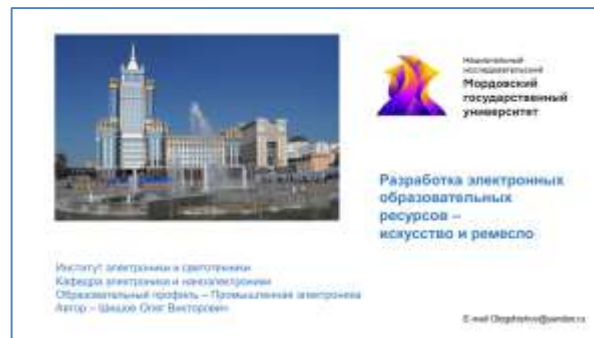 Национальный
исследовательский
Мордовский
государственный
университет
Разработка электронных
образовательных
ресурсов –
искусство и ремесло
Институт электроники и светотехники
Кафедра электроники и наноэлектроники
Образовательный профиль – Промышленная электроника
Автор – Шишов Олег Викторович
E-mail